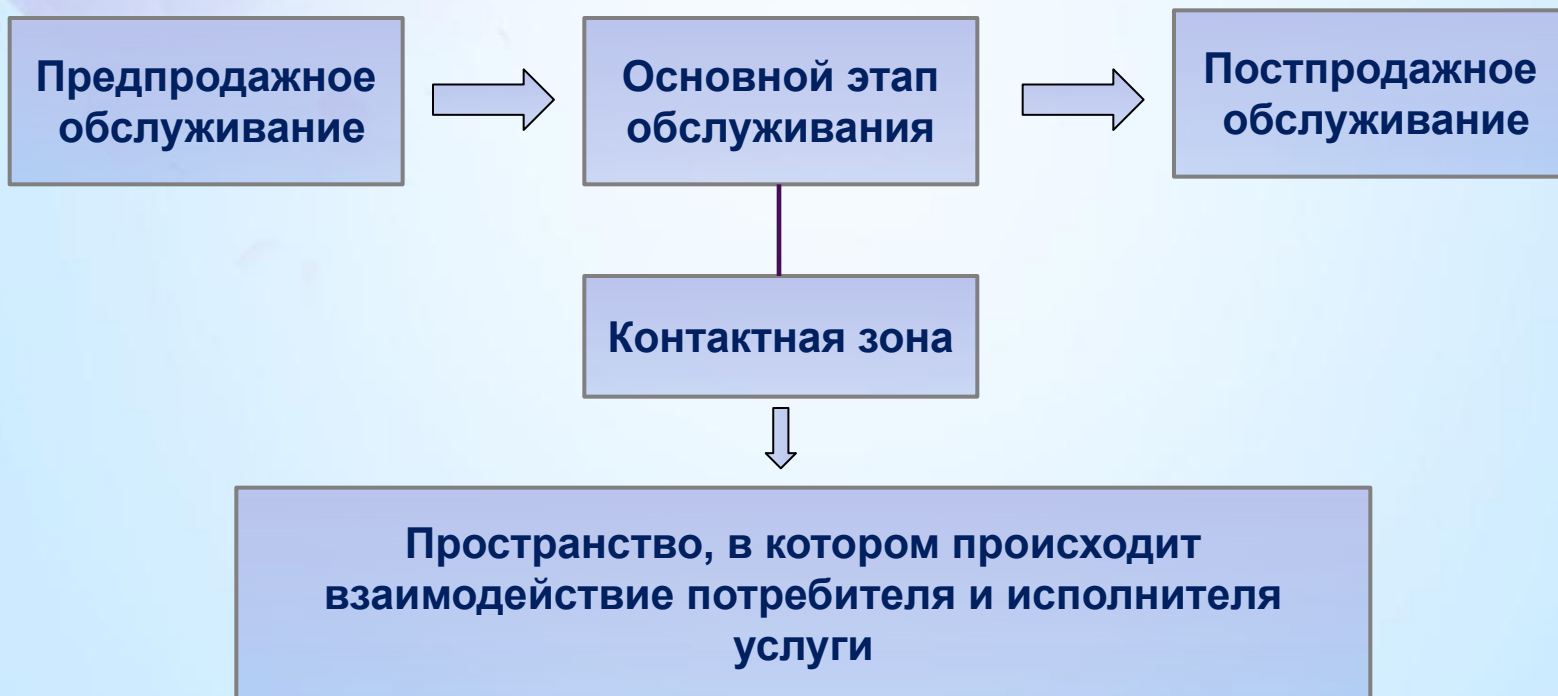 Предпродажное
обслуживание
Основной этап
обслуживания
Постпродажное
обслуживание
Контактная зона
Пространство, в котором происходит
взаимодействие потребителя и исполнителя
услуги